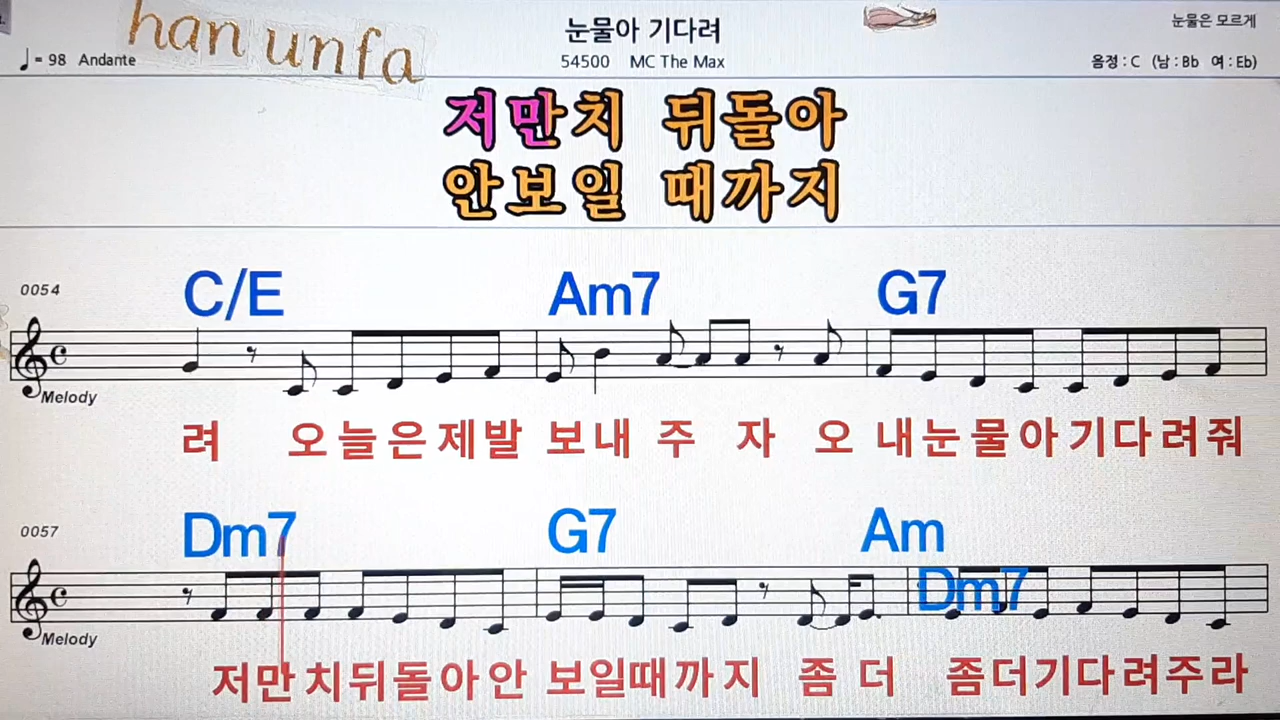 han unfa
눈물아 기다려
눈물은 모르게
♩ = 98 Andante
54500 MC The Max
음정 : C (남 : Bb 여 : Eb)
저만치 뒤돌아
안보일 때까지
0054
C/E Am7 G7
Melody
려 오늘은제발 보내 주 자 오 내눈물아기다려줘
0057
Dm7 G7 Am Dm7
Melody
저만치뒤돌아안 보일때까지 좀 더 좀더기다려주라